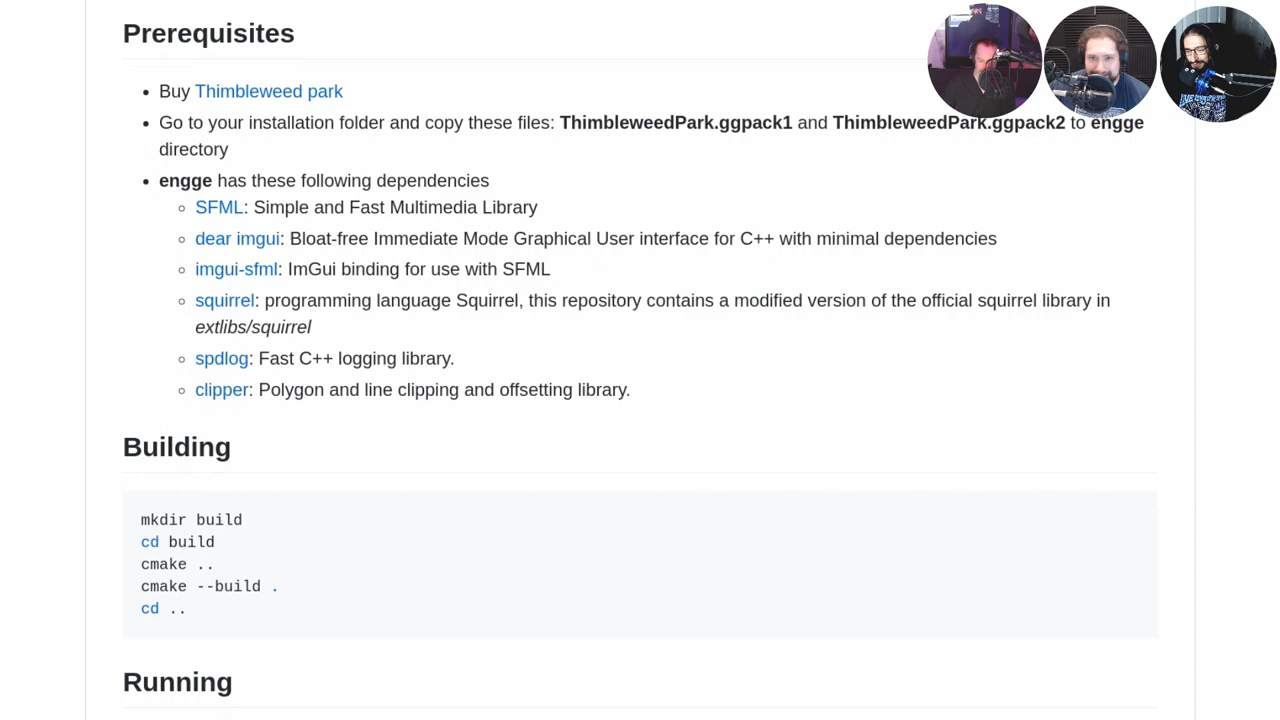 Prerequisites
Buy Thimbleweed park
Go to your installation folder and copy these files: ThimbleweedPark.ggpack1 and ThimbleweedPark.ggpack2 to engge
directory
engge has these following dependencies
SFML: Simple and Fast Multimedia Library
dear imgui: Bloat-free Immediate Mode Graphical User interface for C++ with minimal dependencies
imgui-sfml: ImGui binding for use with SFML
squirrel: programming language Squirrel, this repository contains a modified version of the official squirrel library in
extlibs/squirrel
spdlog: Fast C++ logging library.
clipper: Polygon and line clipping and offsetting library.
Building
mkdir build
cd build
cmake ..
cmake --build .
cd ..
Running